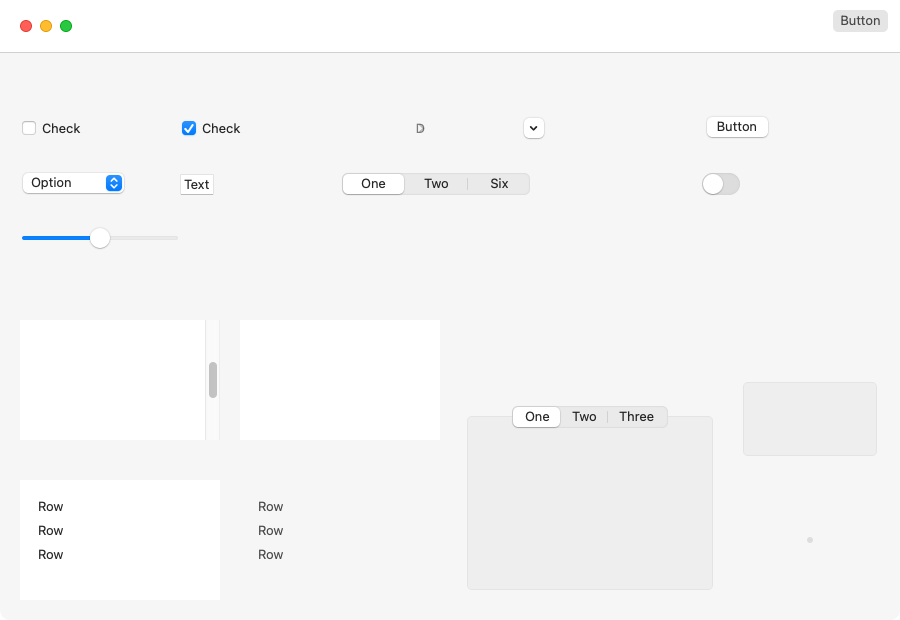 Button
Check
Check
D
Button
Option
Text
One
Two
Six
One
Two
Three
Row
Row
Row
Row
Row
Row